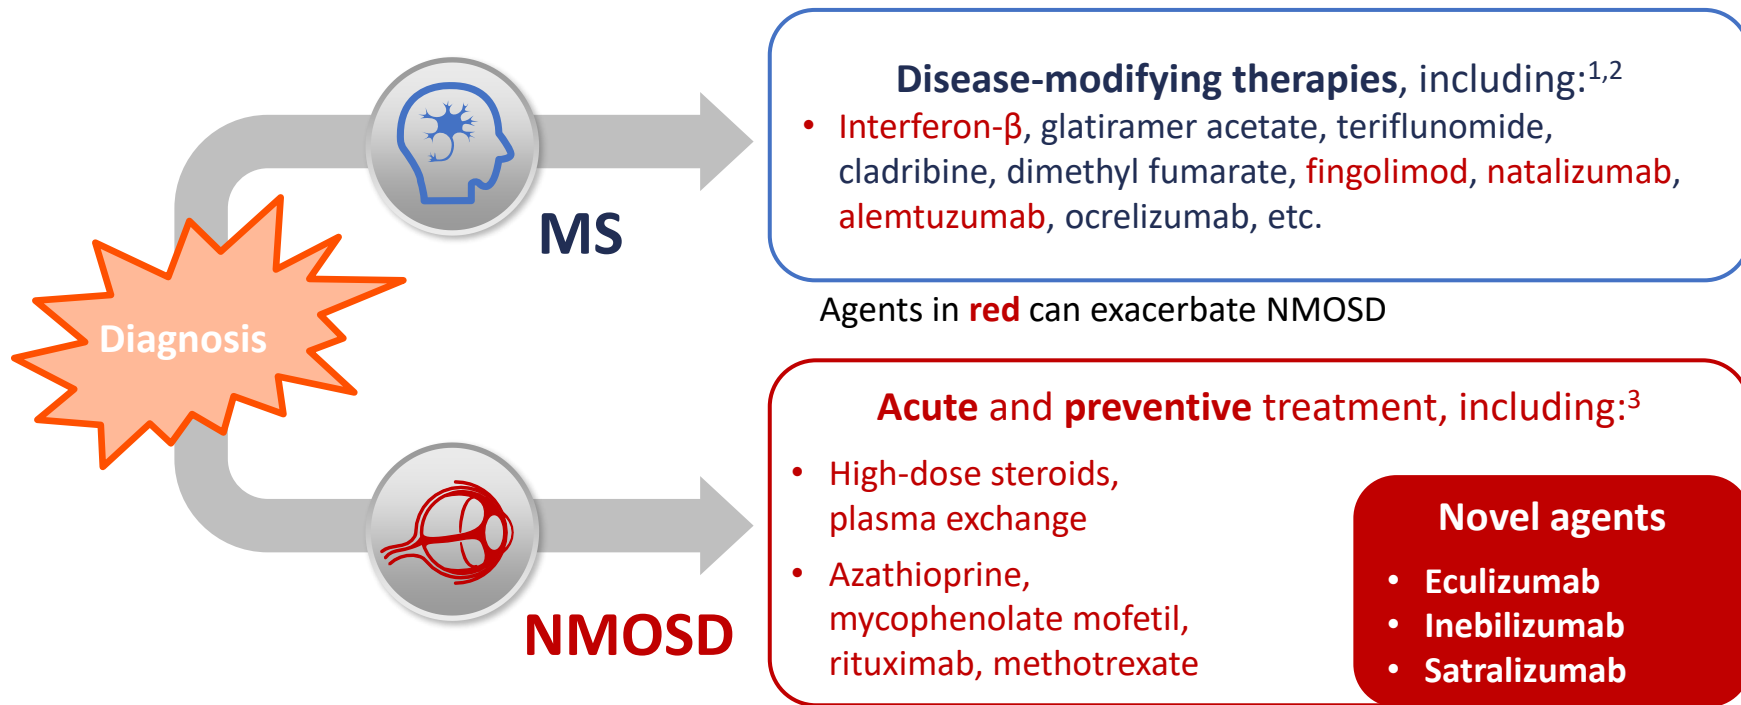 Disease-modifying therapies, including:1,2
• Interferon-β, glatiramer acetate, teriflunomide,
cladribine, dimethyl fumarate, fingolimod, natalizumab,
alemtuzumab, ocrelizumab, etc.
MS
Agents in red can exacerbate NMOSD
Diagnosis
Acute and preventive treatment, including:3
• High-dose steroids,
plasma exchange
• Azathioprine,
mycophenolate mofetil,
rituximab, methotrexate
NMOSD
Novel agents
• Eculizumab
• Inebilizumab
• Satralizumab